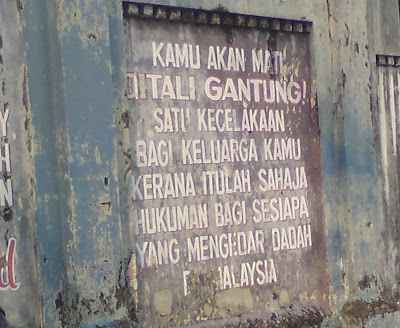 KAMU AKAN MATI
DITALI GANTUNG!
SATU KECELAKAAN
BAGI KELUARGA KAMU
KERANA ITULAH SAHAJA
HUKUMAN BAGI SESIAPA
YANG MENGEDAR DADAH
DI MALAYSIA